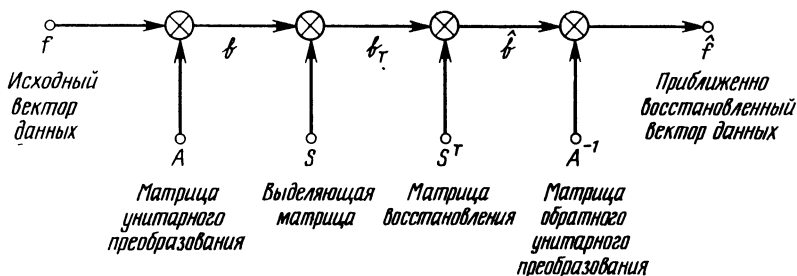 f
в
в_T
в̂
f̂
Исходный
вектор
данных
Приближенно
восстановленный
вектор данных
A
S
S^T
A^-1
Матрица
унитарного
преобразования
Выделяющая
матрица
Матрица
восстановления
Матрица
обратного
унитарного
преобразования